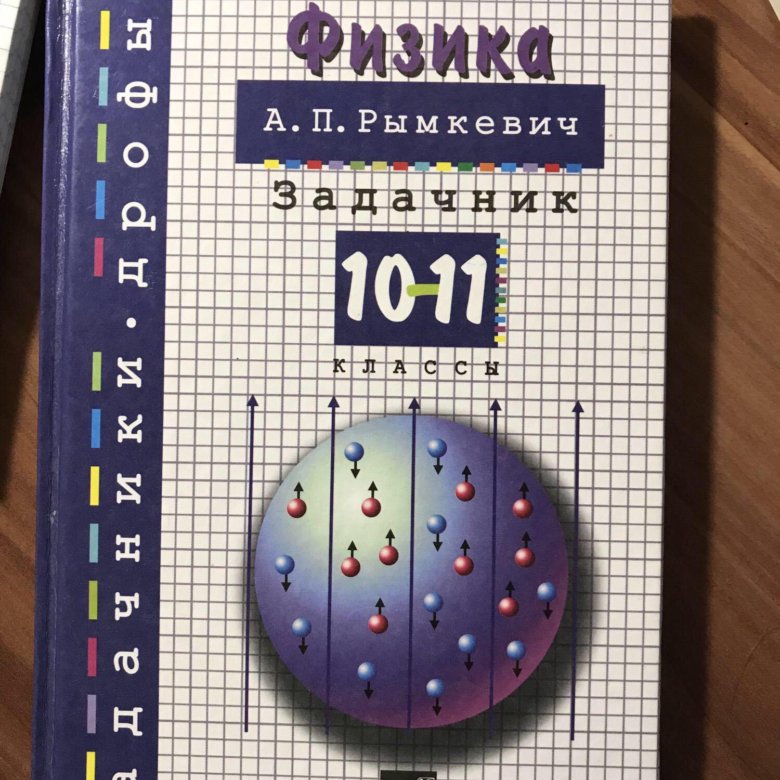 Физика
А.П.Рымкевич
Задачник
10-11
классы
адачники·дрофы